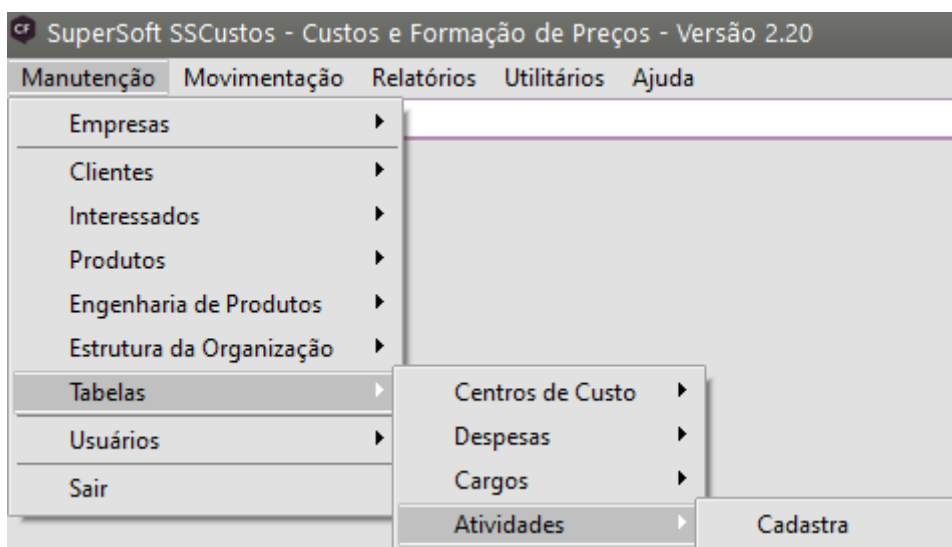 CF SuperSoft SSCustos - Custos e Formação de Preços - Versão 2.20
Manutenção Movimentação Relatórios Utilitários Ajuda
Empresas
Clientes
Interessados
Produtos
Engenharia de Produtos
Estrutura da Organização
Tabelas
Usuários
Sair
Centros de Custo
Despesas
Cargos
Atividades
Cadastra